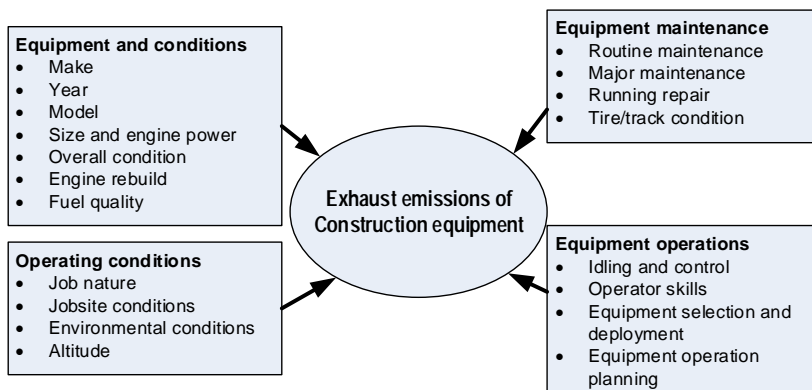 Equipment and conditions
• Make
• Year
• Model
• Size and engine power
• Overall condition
• Engine rebuild
• Fuel quality
Equipment maintenance
• Routine maintenance
• Major maintenance
• Running repair
• Tire/track condition
Exhaust emissions of
Construction equipment
Operating conditions
• Job nature
• Jobsite conditions
• Environmental conditions
• Altitude
Equipment operations
• Idling and control
• Operator skills
• Equipment selection and
deployment
• Equipment operation
planning